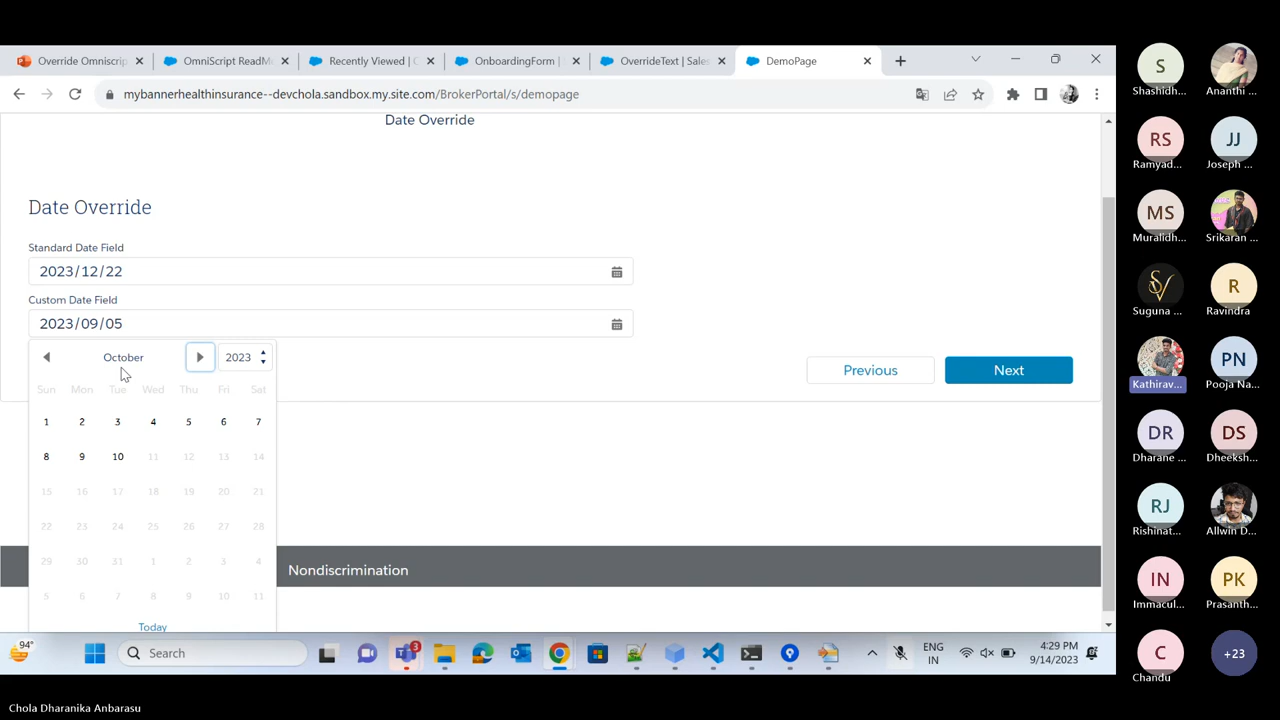 Override Omniscrip
OmniScript ReadMe
Recently Viewed | C
OnboardingForm |
OverrideText | Sales
DemoPage
mybannerhealthinsurance--devchola.sandbox.my.site.com/BrokerPortal/s/demopage
Date Override
Date Override
Standard Date Field
2023/12/22
Custom Date Field
2023/09/05
October
2023
Sun Mon Tue Wed Thu Fri Sat
1 2 3 4 5 6 7
8 9 10 11 12 13 14
15 16 17 18 19 20 21
22 23 24 25 26 27 28
29 30 31 1 2 3 4
5 6 7 8 9 10 11
Today
Previous
Next
Nondiscrimination
94°
Search
3
ENG
IN
4:29 PM
9/14/2023
S
Shashidh...
Ananthi ...
RS
Ramyad...
JJ
Joseph ...
MS
Muralidh...
Srikaran ...
SV
Suguna ...
R
Ravindra
Kathirav...
PN
Pooja Na...
DR
Dharane ...
DS
Dheeksh...
RJ
Rishinat...
Allwin D...
IN
Immacul...
PK
Prasanth...
C
Chandu
+23
Chola Dharanika Anbarasu